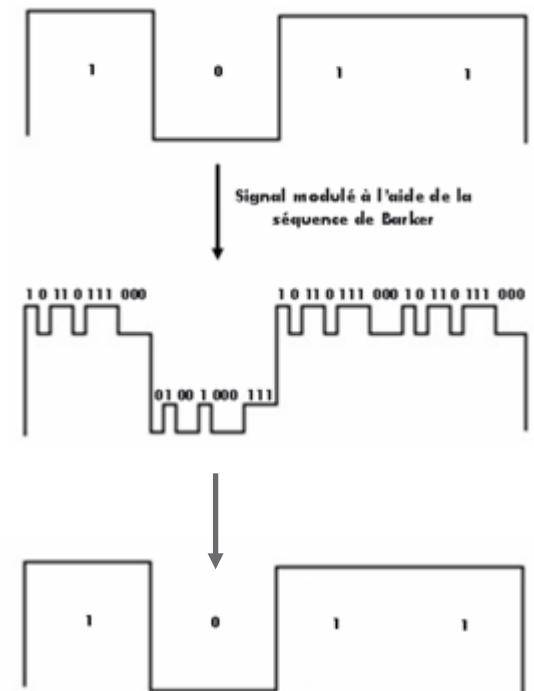 1 0 1 1
Signal modulé à l'aide de la
séquence de Barker
1 0 11 0 111 000 1 0 11 0 111 000 1 0 11 0 111 000
01 00 1 000 111
1 0 1 1